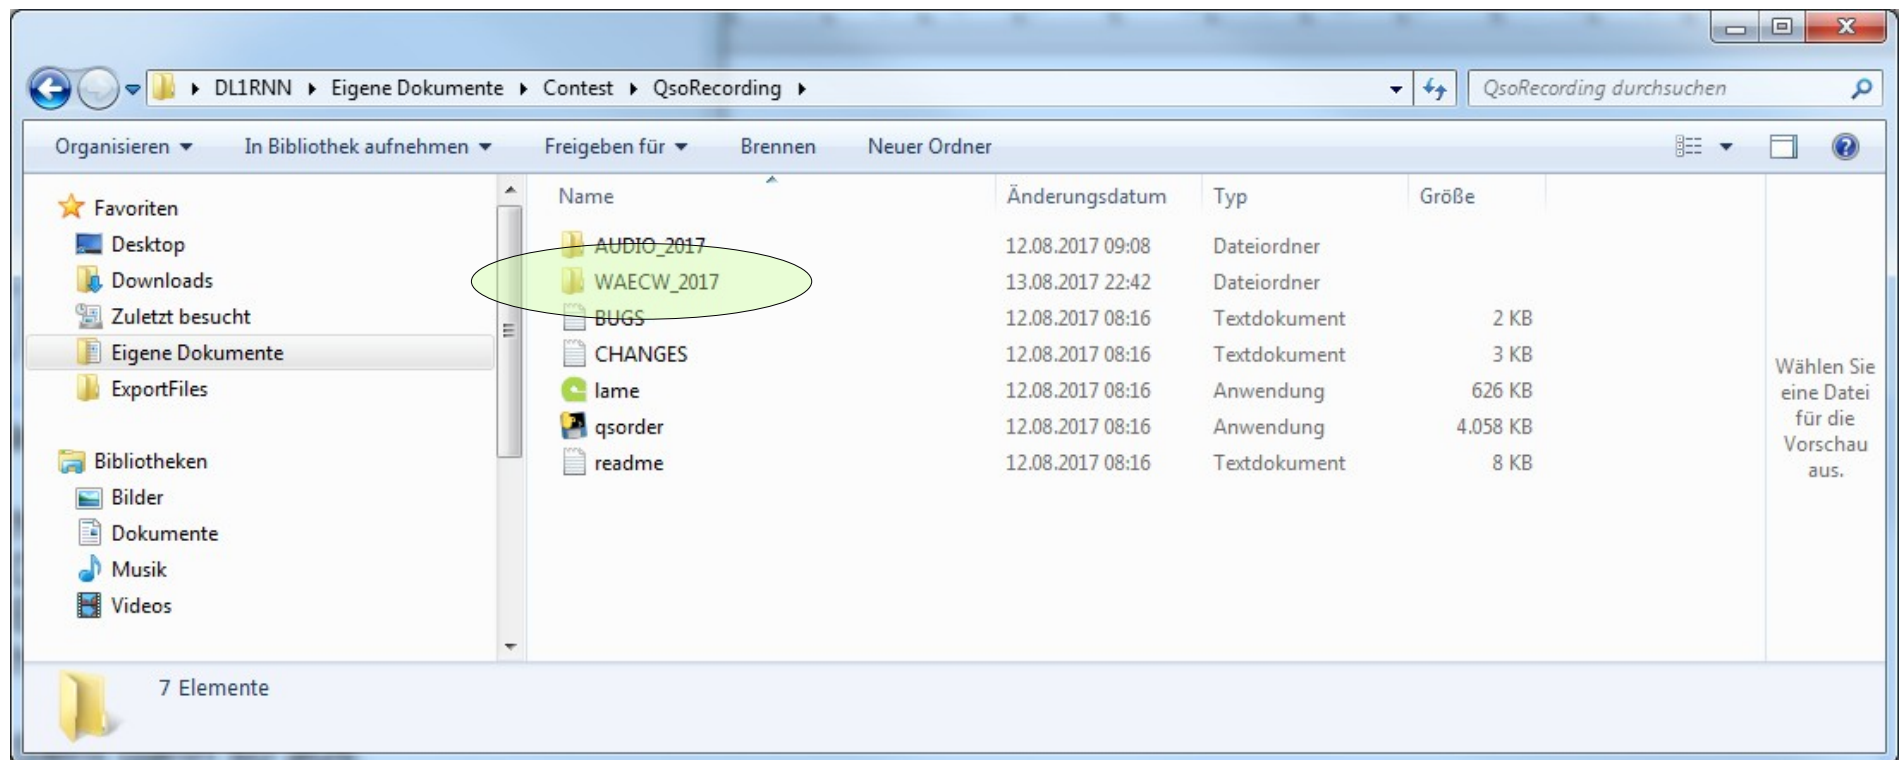 DL1RNN Eigene Dokumente Contest QsoRecording QsoRecording durchsuchen
Organisieren In Bibliothek aufnehmen Freigeben für Brennen Neuer Ordner
Favoriten
Desktop
Downloads
Zuletzt besucht
Eigene Dokumente
ExportFiles
Bibliotheken
Bilder
Dokumente
Musik
Videos
Name Änderungsdatum Typ Größe
AUDIO_2017 12.08.2017 09:08 Dateiordner
WAECW_2017 13.08.2017 22:42 Dateiordner
BUGS 12.08.2017 08:16 Textdokument 2 KB
CHANGES 12.08.2017 08:16 Textdokument 3 KB
lame 12.08.2017 08:16 Anwendung 626 KB
qsorder 12.08.2017 08:16 Anwendung 4.058 KB
readme 12.08.2017 08:16 Textdokument 8 KB
Wählen Sie
eine Datei
für die
Vorschau
aus.
7 Elemente